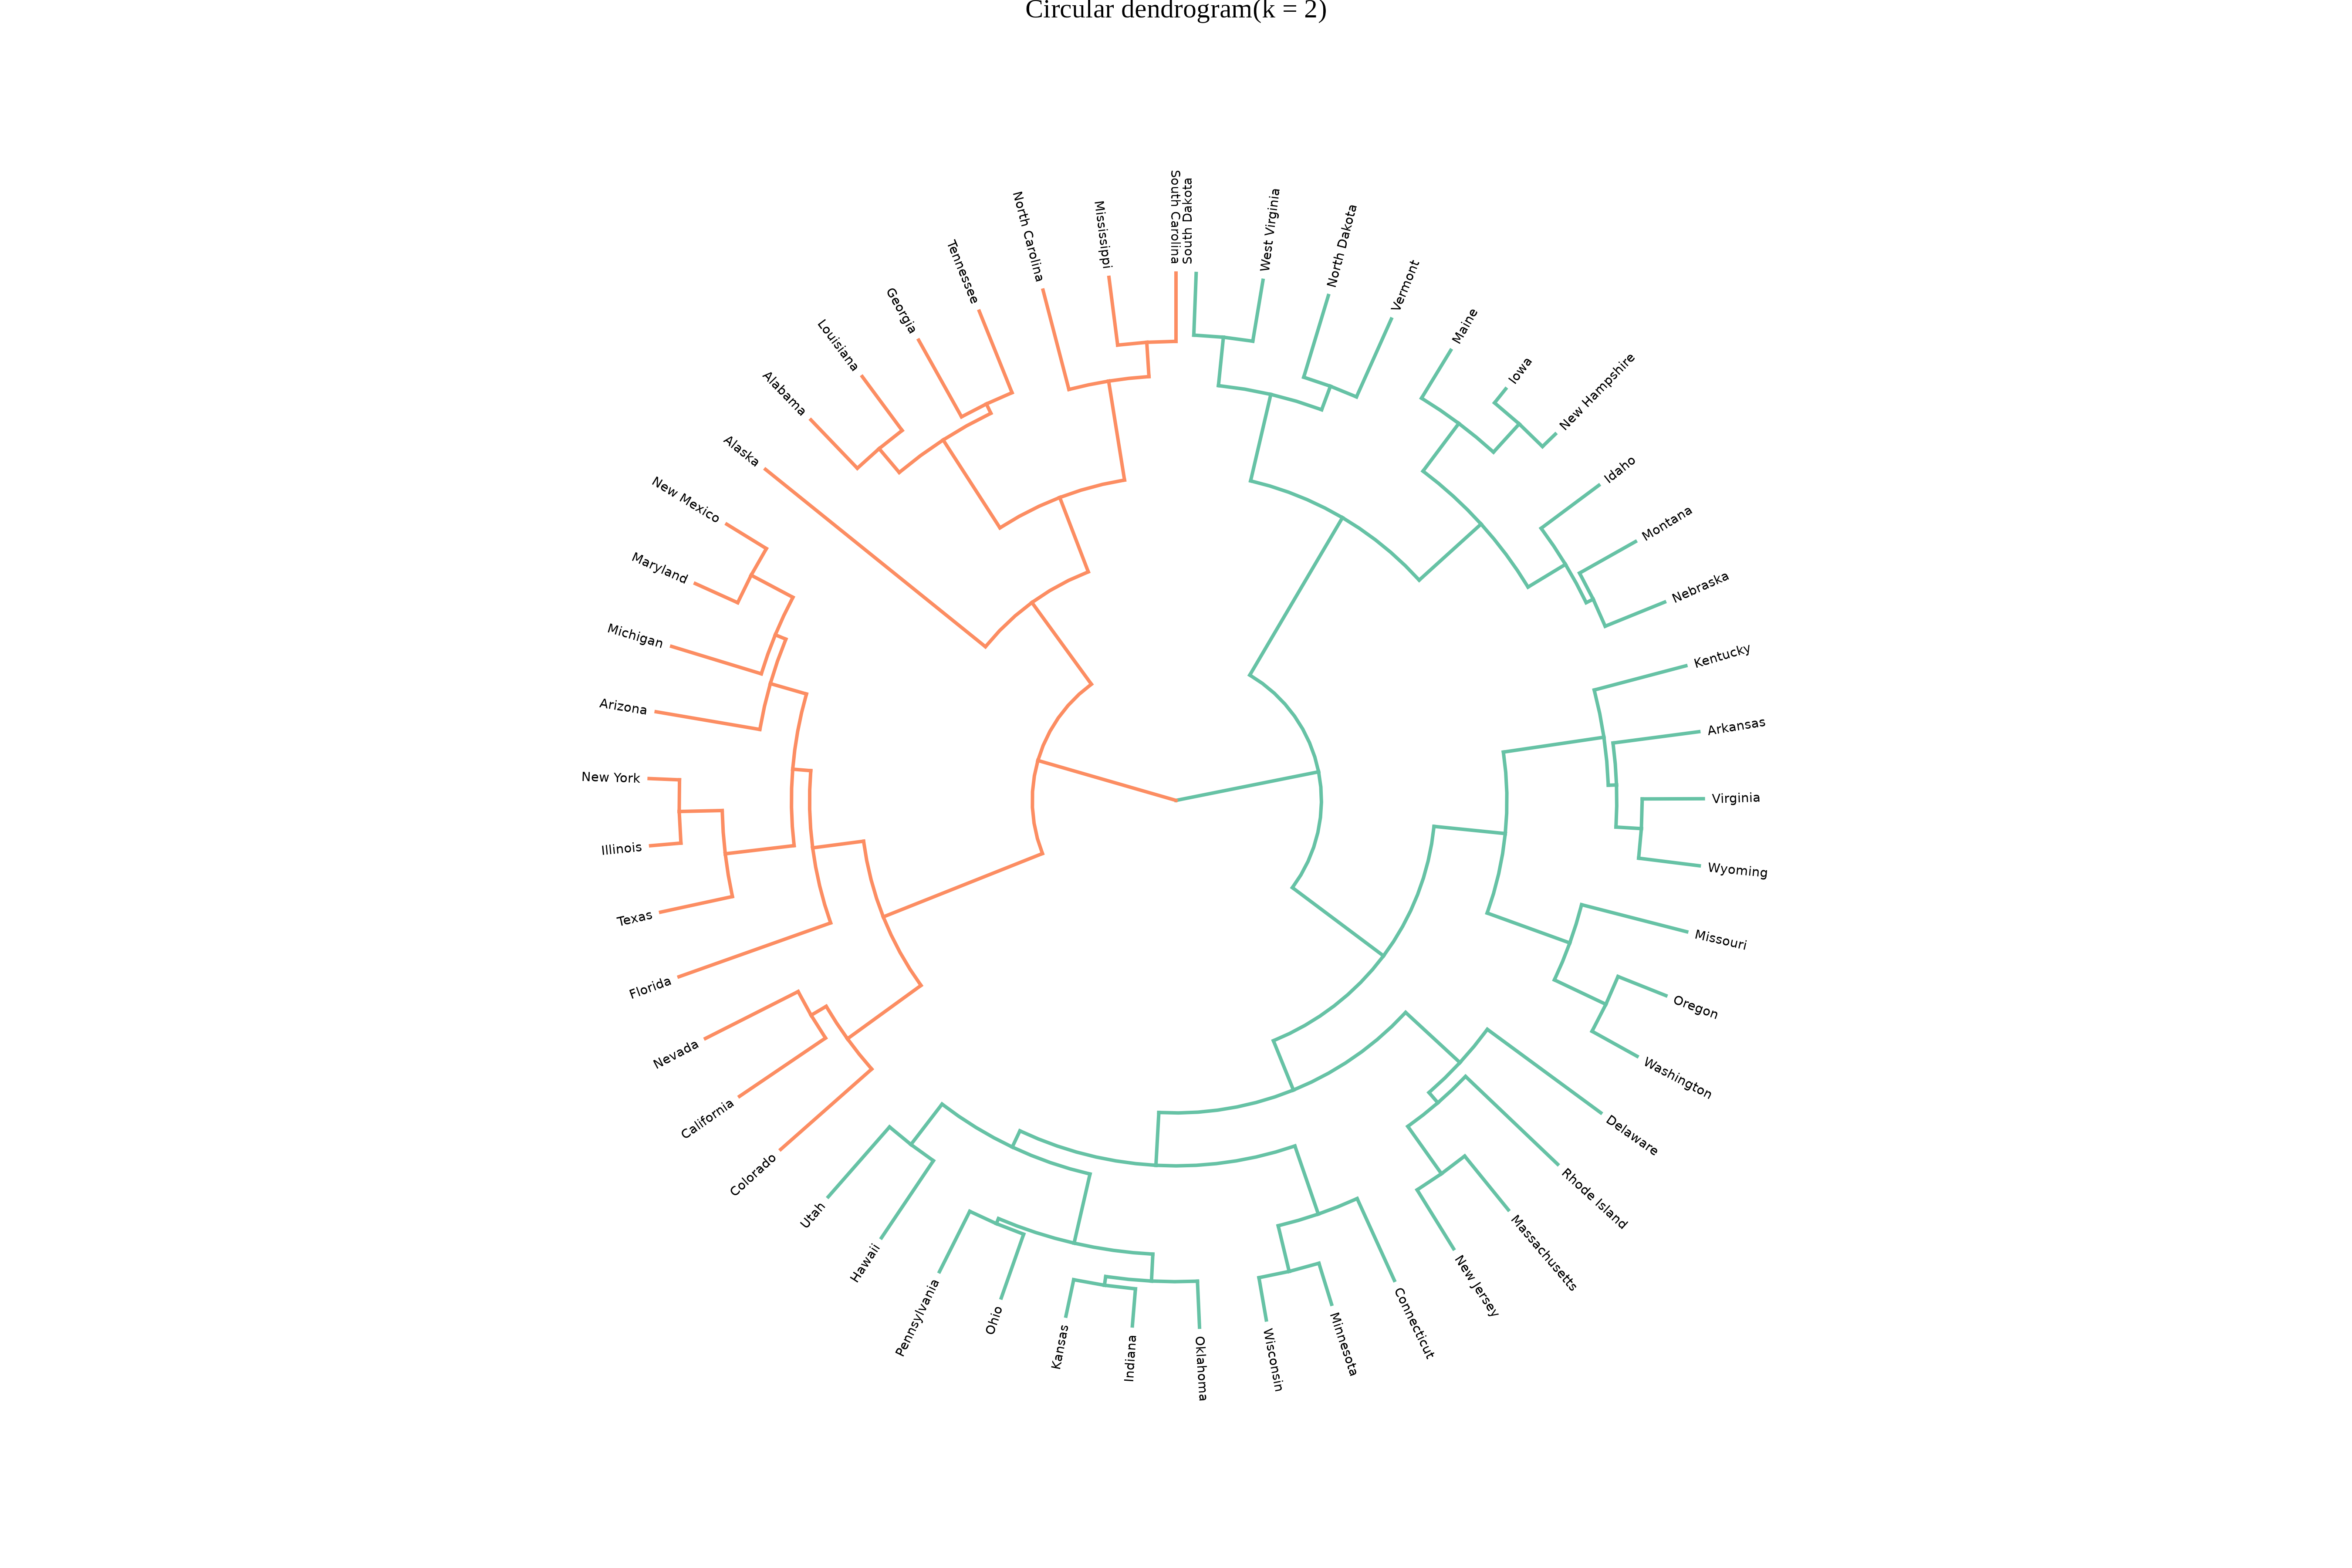 Circular dendrogram(k = 2)
South Carolina
South Dakota
West Virginia
North Dakota
Vermont
Maine
Iowa
New Hampshire
Idaho
Montana
Nebraska
Kentucky
Arkansas
Virginia
Wyoming
Missouri
Oregon
Washington
Delaware
Rhode Island
Massachusetts
New Jersey
Connecticut
Minnesota
Wisconsin
Oklahoma
Indiana
Kansas
Ohio
Pennsylvania
Hawaii
Utah
Colorado
California
Nevada
Florida
Texas
Illinois
New York
Arizona
Michigan
Maryland
New Mexico
Alaska
Alabama
Louisiana
Georgia
Tennessee
North Carolina
Mississippi